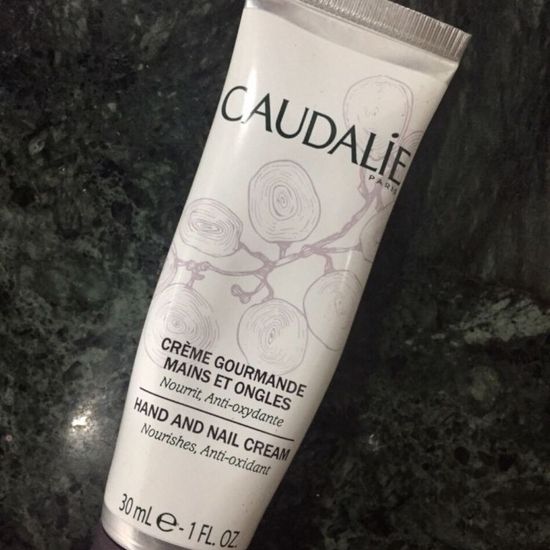 CAUDALIE
PARIS
CRÈME GOURMANDE
MAINS ET ONGLES
Nourrit, Anti-oxydante
HAND AND NAIL CREAM
Nourishes, Anti-oxidant
30 mL e - 1 FL. OZ.